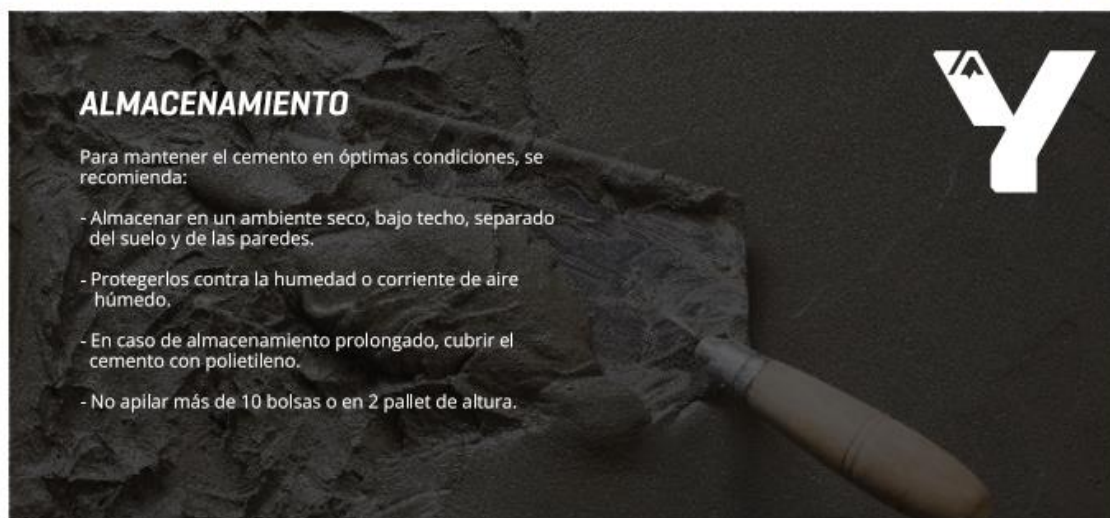 ALMACENAMIENTO
Para mantener el cemento en óptimas condiciones, se
recomienda:
- Almacenar en un ambiente seco, bajo techo, separado
del suelo y de las paredes.
- Protegerlos contra la humedad o corriente de aire
húmedo.
- En caso de almacenamiento prolongado, cubrir el
cemento con polietileno.
- No apilar más de 10 bolsas o en 2 pallet de altura.
Y